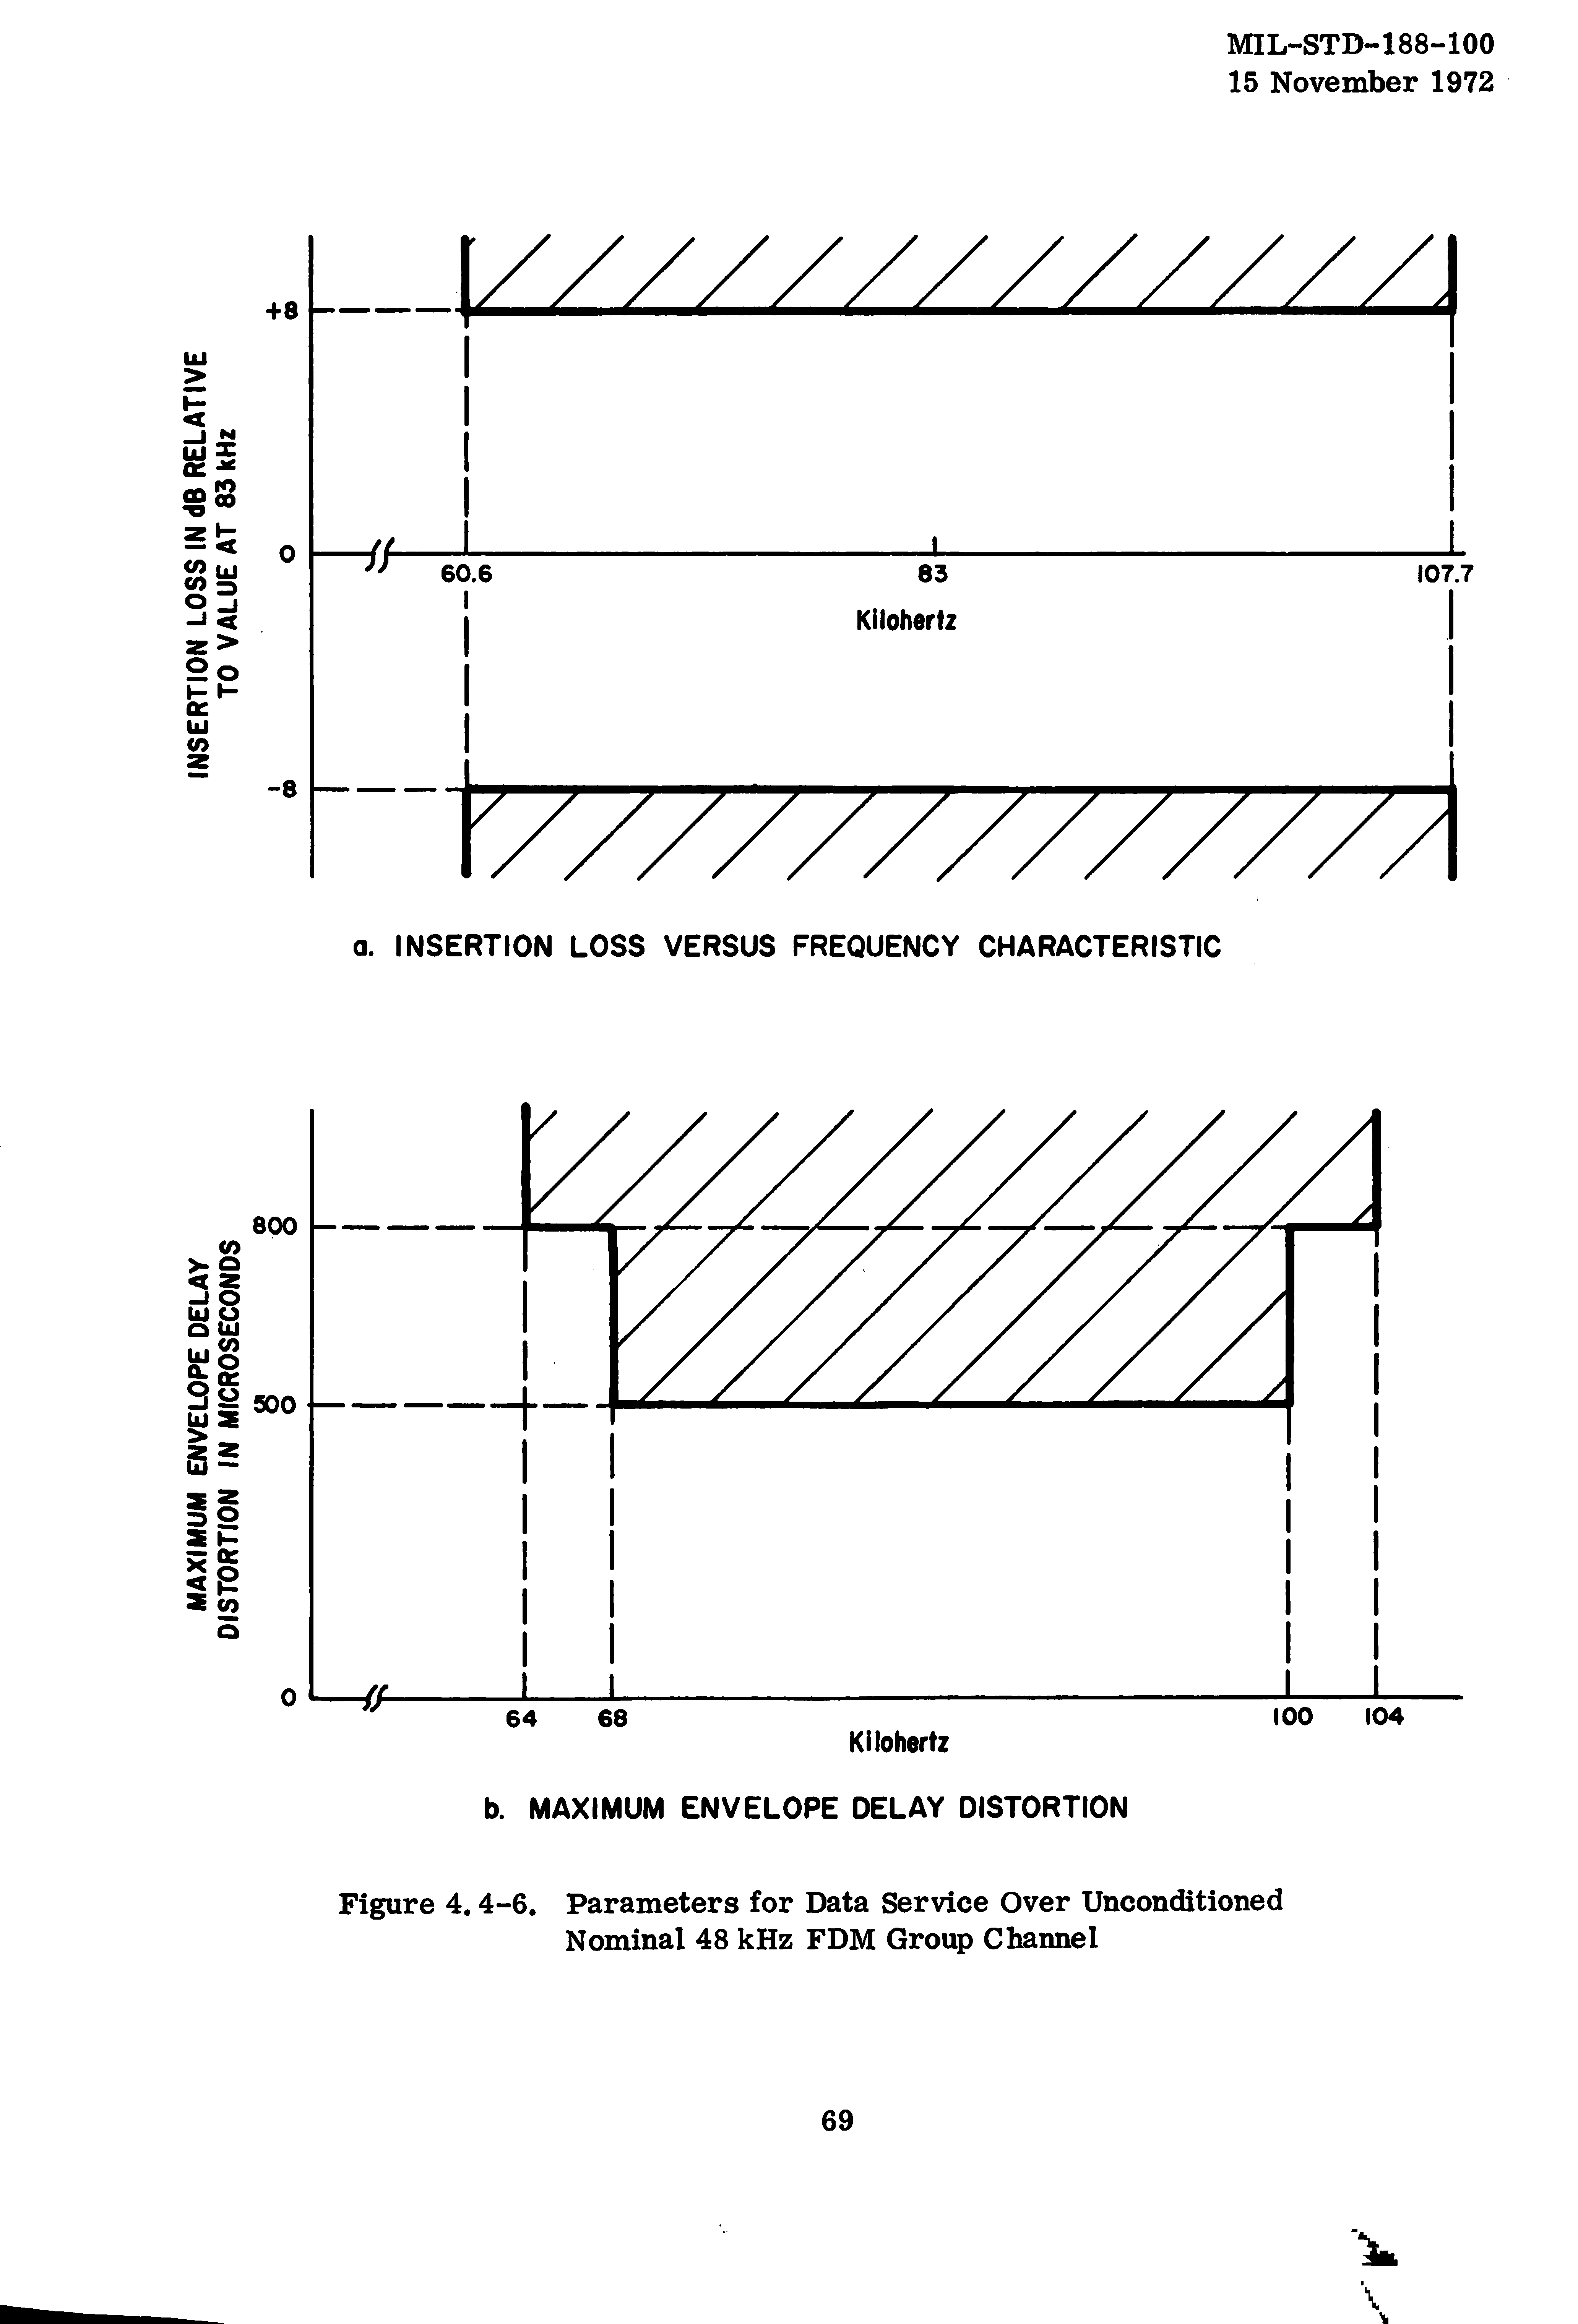 MIL-STD-188-100
15 November 1972
INSERTION LOSS IN dB RELATIVE
TO VALUE AT 83 kHz
+8
0
-8
60.6
83
107.7
Kilohertz
a. INSERTION LOSS VERSUS FREQUENCY CHARACTERISTIC
MAXIMUM ENVELOPE DELAY
DISTORTION IN MICROSECONDS
800
500
0
64
68
100
104
Kilohertz
b. MAXIMUM ENVELOPE DELAY DISTORTION
Figure 4.4-6. Parameters for Data Service Over Unconditioned
Nominal 48 kHz FDM Group Channel
69